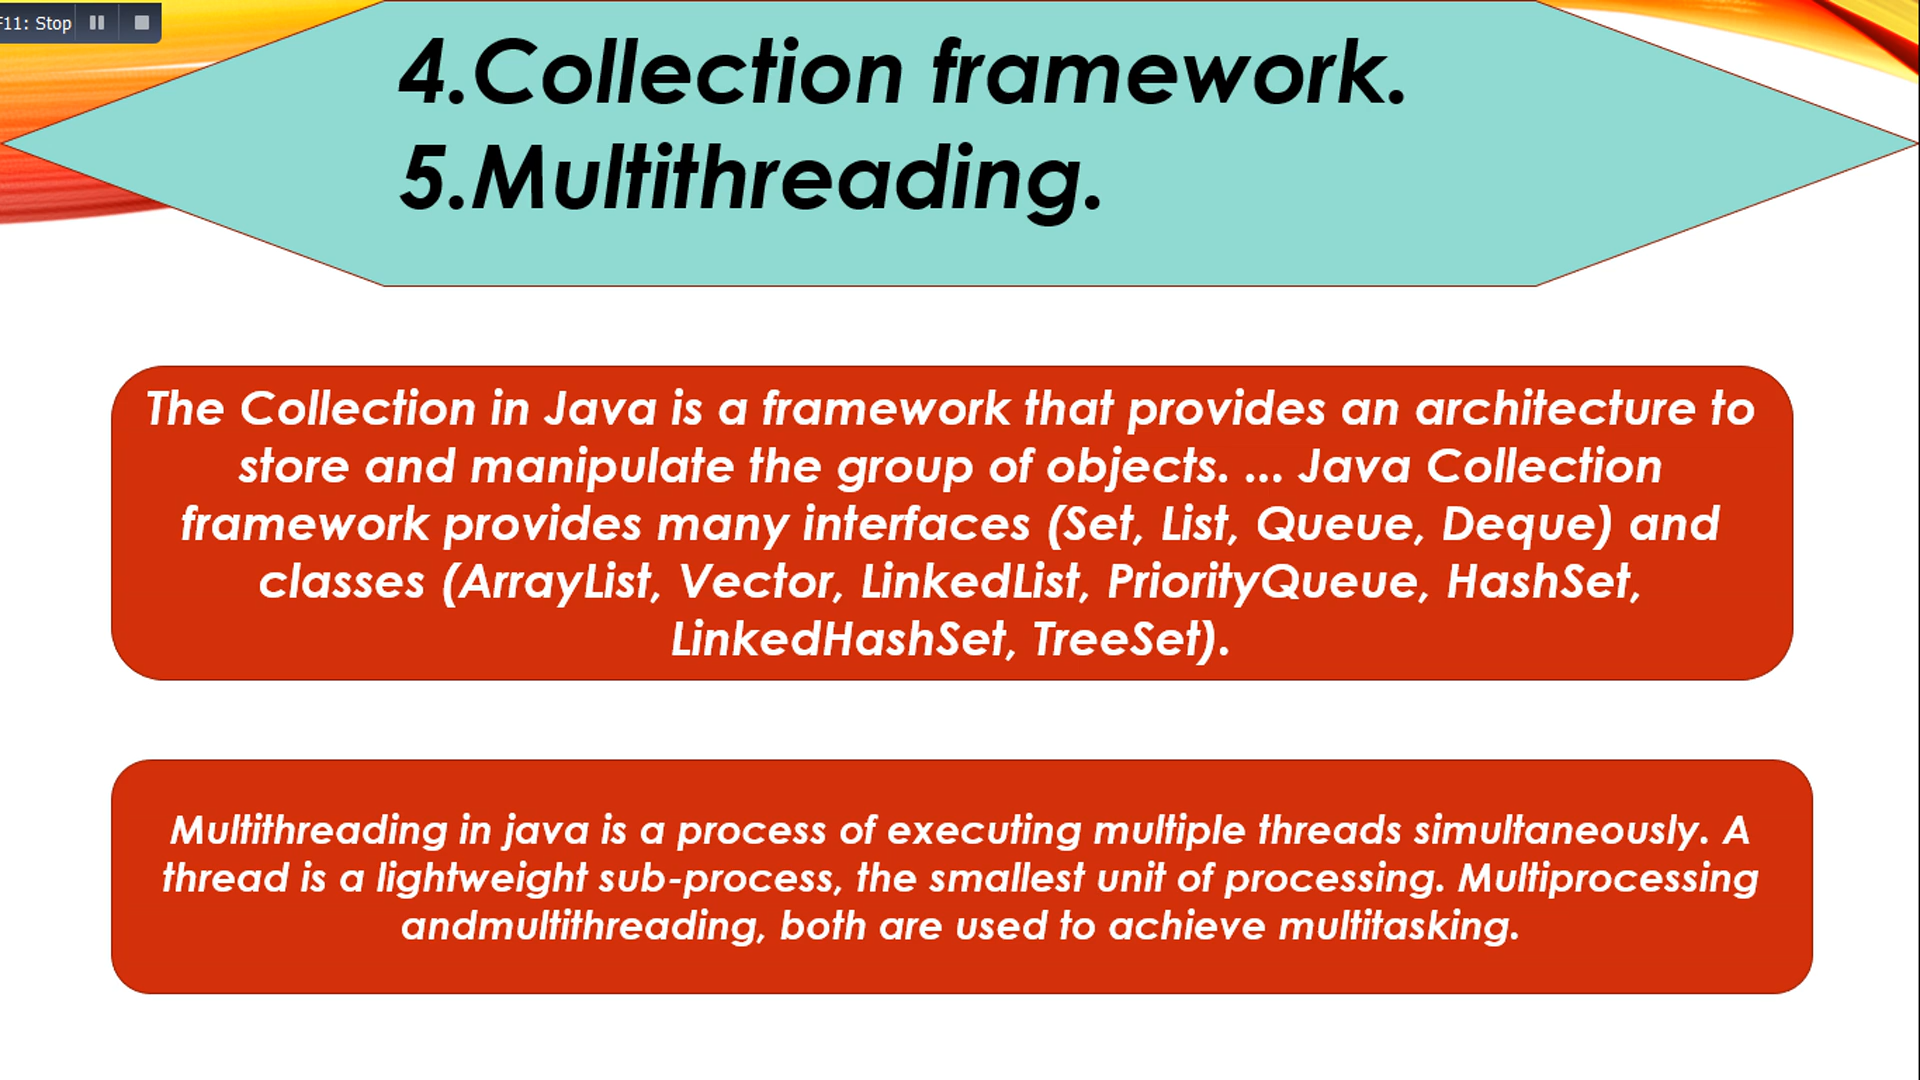 F11: Stop
4.Collection framework.
5.Multithreading.
The Collection in Java is a framework that provides an architecture to
store and manipulate the group of objects. ... Java Collection
framework provides many interfaces (Set, List, Queue, Deque) and
classes (ArrayList, Vector, LinkedList, PriorityQueue, HashSet,
LinkedHashSet, TreeSet).
Multithreading in java is a process of executing multiple threads simultaneously. A
thread is a lightweight sub-process, the smallest unit of processing. Multiprocessing
andmultithreading, both are used to achieve multitasking.